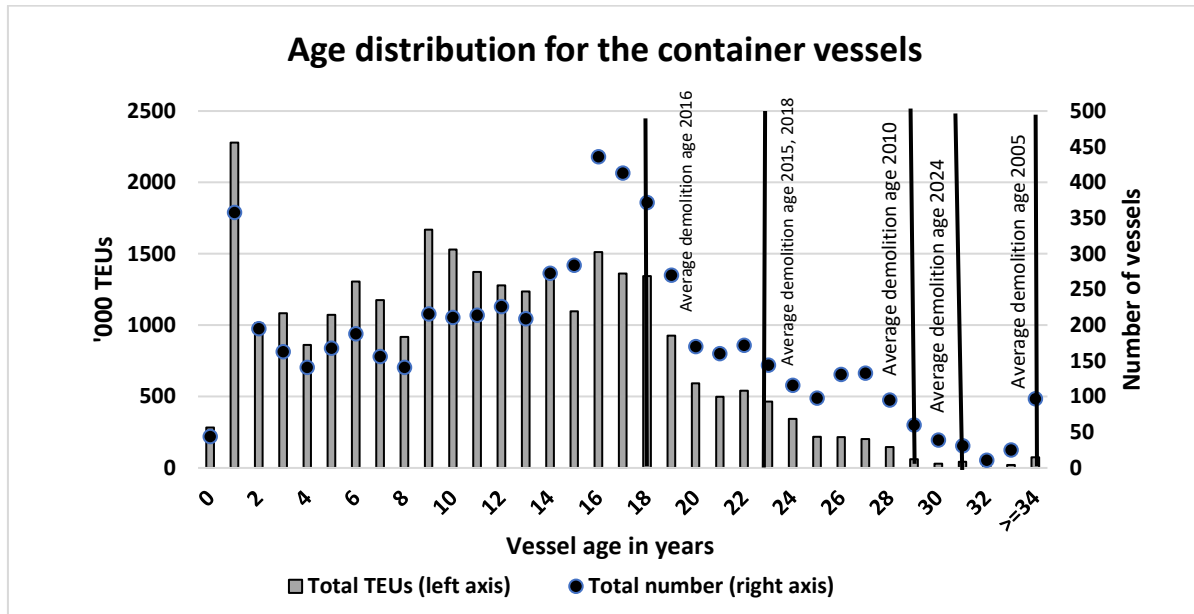 Age distribution for the container vessels
2500
2000
1500
1000
500
0
'000 TEUs
500
450
400
350
300
250
200
150
100
50
0
Number of vessels
Average demolition age 2016
Average demolition age 2015, 2018
Average demolition age 2010
Average demolition age 2024
Average demolition age 2005
0 2 4 6 8 10 12 14 16 18 20 22 24 26 28 30 32 >=34
Vessel age in years
Total TEUs (left axis) Total number (right axis)